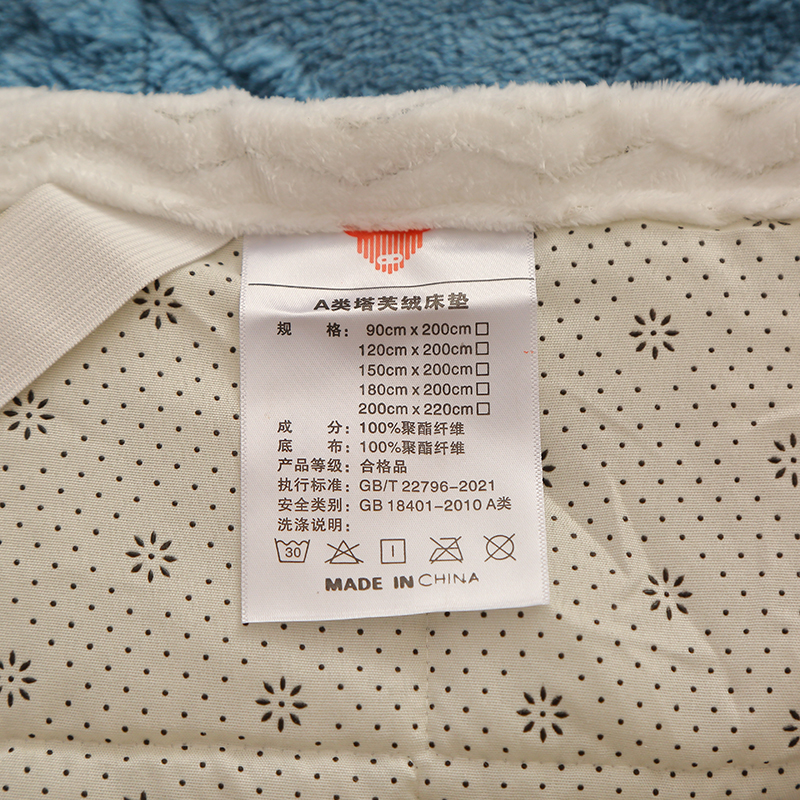 A类塔芙绒床垫
规 格： 90cm x 200cm□
120cm x 200cm□
150cm x 200cm□
180cm x 200cm□
200cm x 220cm□
成 分： 100%聚酯纤维
底 布： 100%聚酯纤维
产品等级： 合格品
执行标准： GB/T 22796-2021
安全类别： GB 18401-2010 A类
洗涤说明：
30
MADE IN CHINA